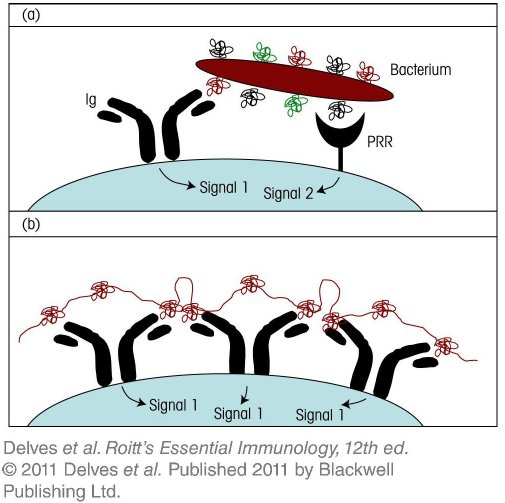 (a)
Bacterium
Ig
PRR
Signal 1
Signal 2
(b)
Signal 1
Signal 1
Signal 1
Delves et al. Roitt's Essential Immunology, 12th ed.
© 2011 Delves et al. Published 2011 by Blackwell
Publishing Ltd.